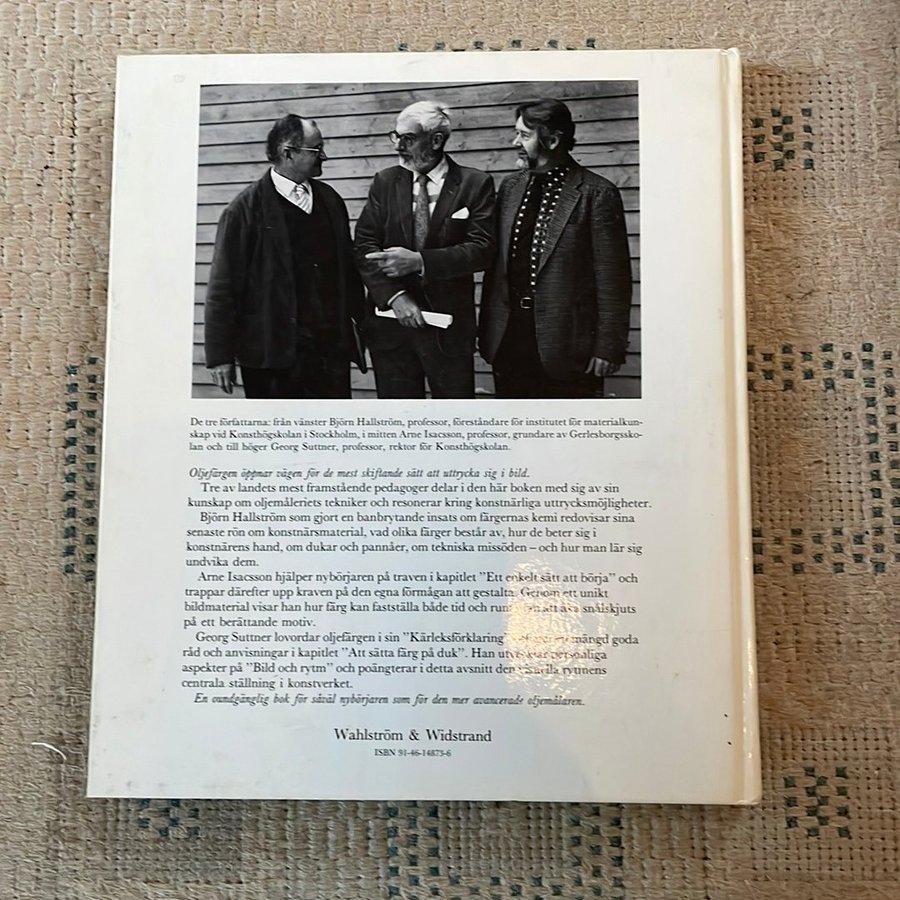 De tre författarna: från vänster Björn Hallström, professor, föreståndare för institutet för materialkun-
skap vid Konsthögskolan i Stockholm, i mitten Arne Isacsson, professor, grundare av Gerlesborgssko-
lan och till höger Georg Suttner, professor, rektor för Konsthögskolan.
Oljefärgen öppnar vägen för de mest skiftande sätt att uttrycka sig i bild.
Tre av landets mest framstående pedagoger delar i den här boken med sig av sin
kunskap om oljemåleriets tekniker och resonerar kring konstnärliga uttrycksmöjligheter.
Björn Hallström som gjort en banbrytande insats om färgernas kemi redovisar sina
senaste rön om konstnärsmaterial, vad olika färger består av, hur de beter sig i
konstnärens hand, om dukar och pannåer, om tekniska missöden – och hur man lär sig
undvika dem.
Arne Isacsson hjälper nybörjaren på traven i kapitlet "Ett enkelt sätt att börja" och
trappar därefter upp kraven på den egna förmågan att gestalta. Genom ett unikt
bildmaterial visar han hur färg kan fastställa både tid och rum utan att åka snålskjuts
på ett berättande motiv.
Georg Suttner lovordar oljefärgen i sin "Kärleksförklaring" mängd goda
råd och anvisningar i kapitlet "Att sätta färg på duk". Han utvecklar personliga
aspekter på "Bild och rytm" och poängterar i detta avsnitt den visuella rytmens
centrala ställning i konstverket.
En oundgänglig bok för såväl nybörjaren som för den mer avancerade oljemålaren.
Wahlström & Widstrand
ISBN 91-46-14873-6